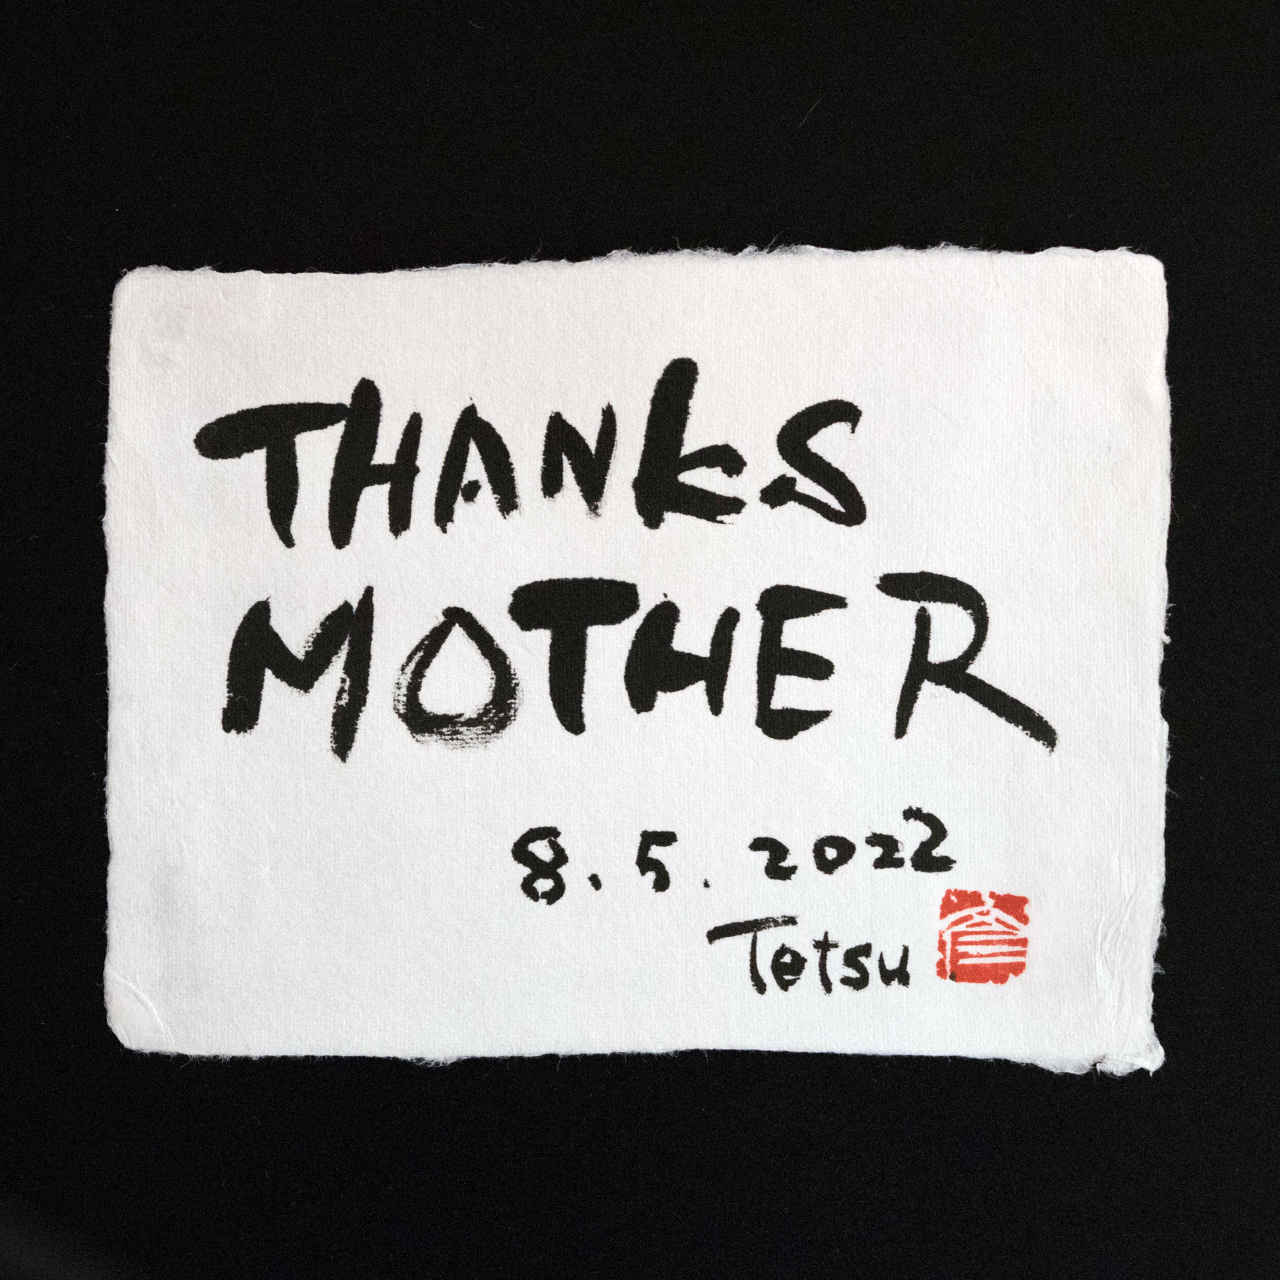 THANKS
MOTHER
8.5.2022
Tetsu